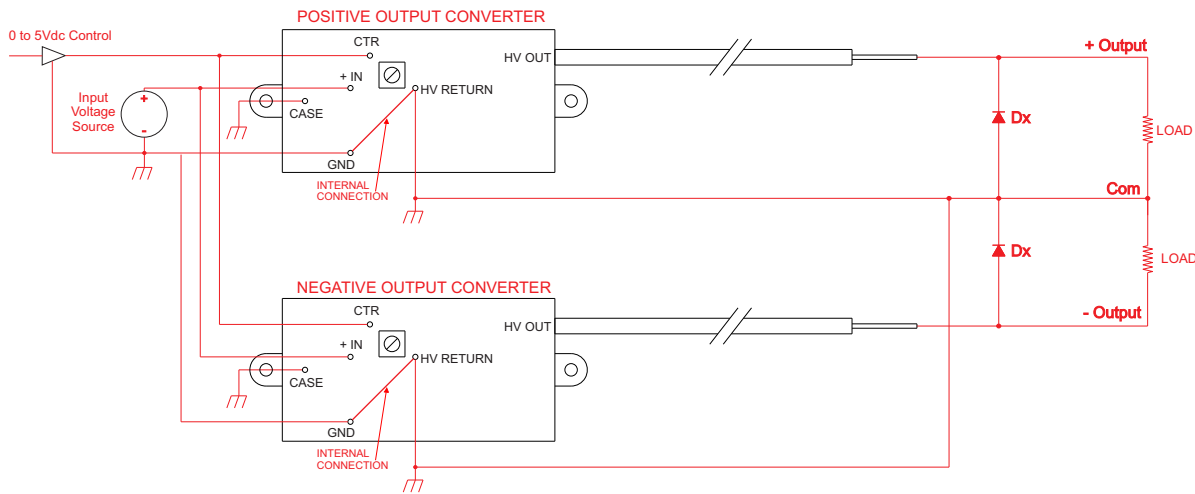 POSITIVE OUTPUT CONVERTER
0 to 5Vdc Control
CTR
HV OUT
+ Output
+ IN
Input
Voltage
Source
+
-
HV RETURN
CASE
Dx
LOAD
GND
INTERNAL
CONNECTION
Com
Dx
LOAD
NEGATIVE OUTPUT CONVERTER
CTR
HV OUT
- Output
+ IN
HV RETURN
CASE
GND
INTERNAL
CONNECTION